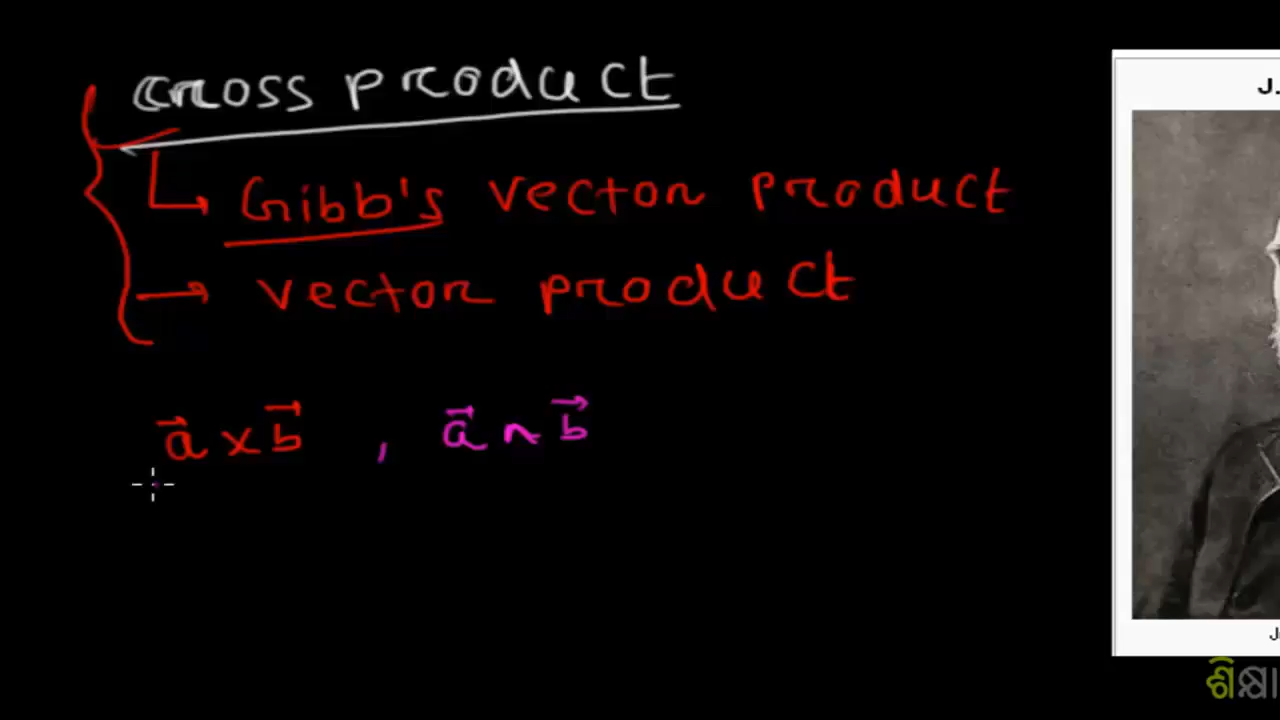 cross product
Gibb's vector product
→ vector product
a⃗ × b⃗ , a⃗ ∧ b⃗
J.
J
ଶିକ୍ଷା